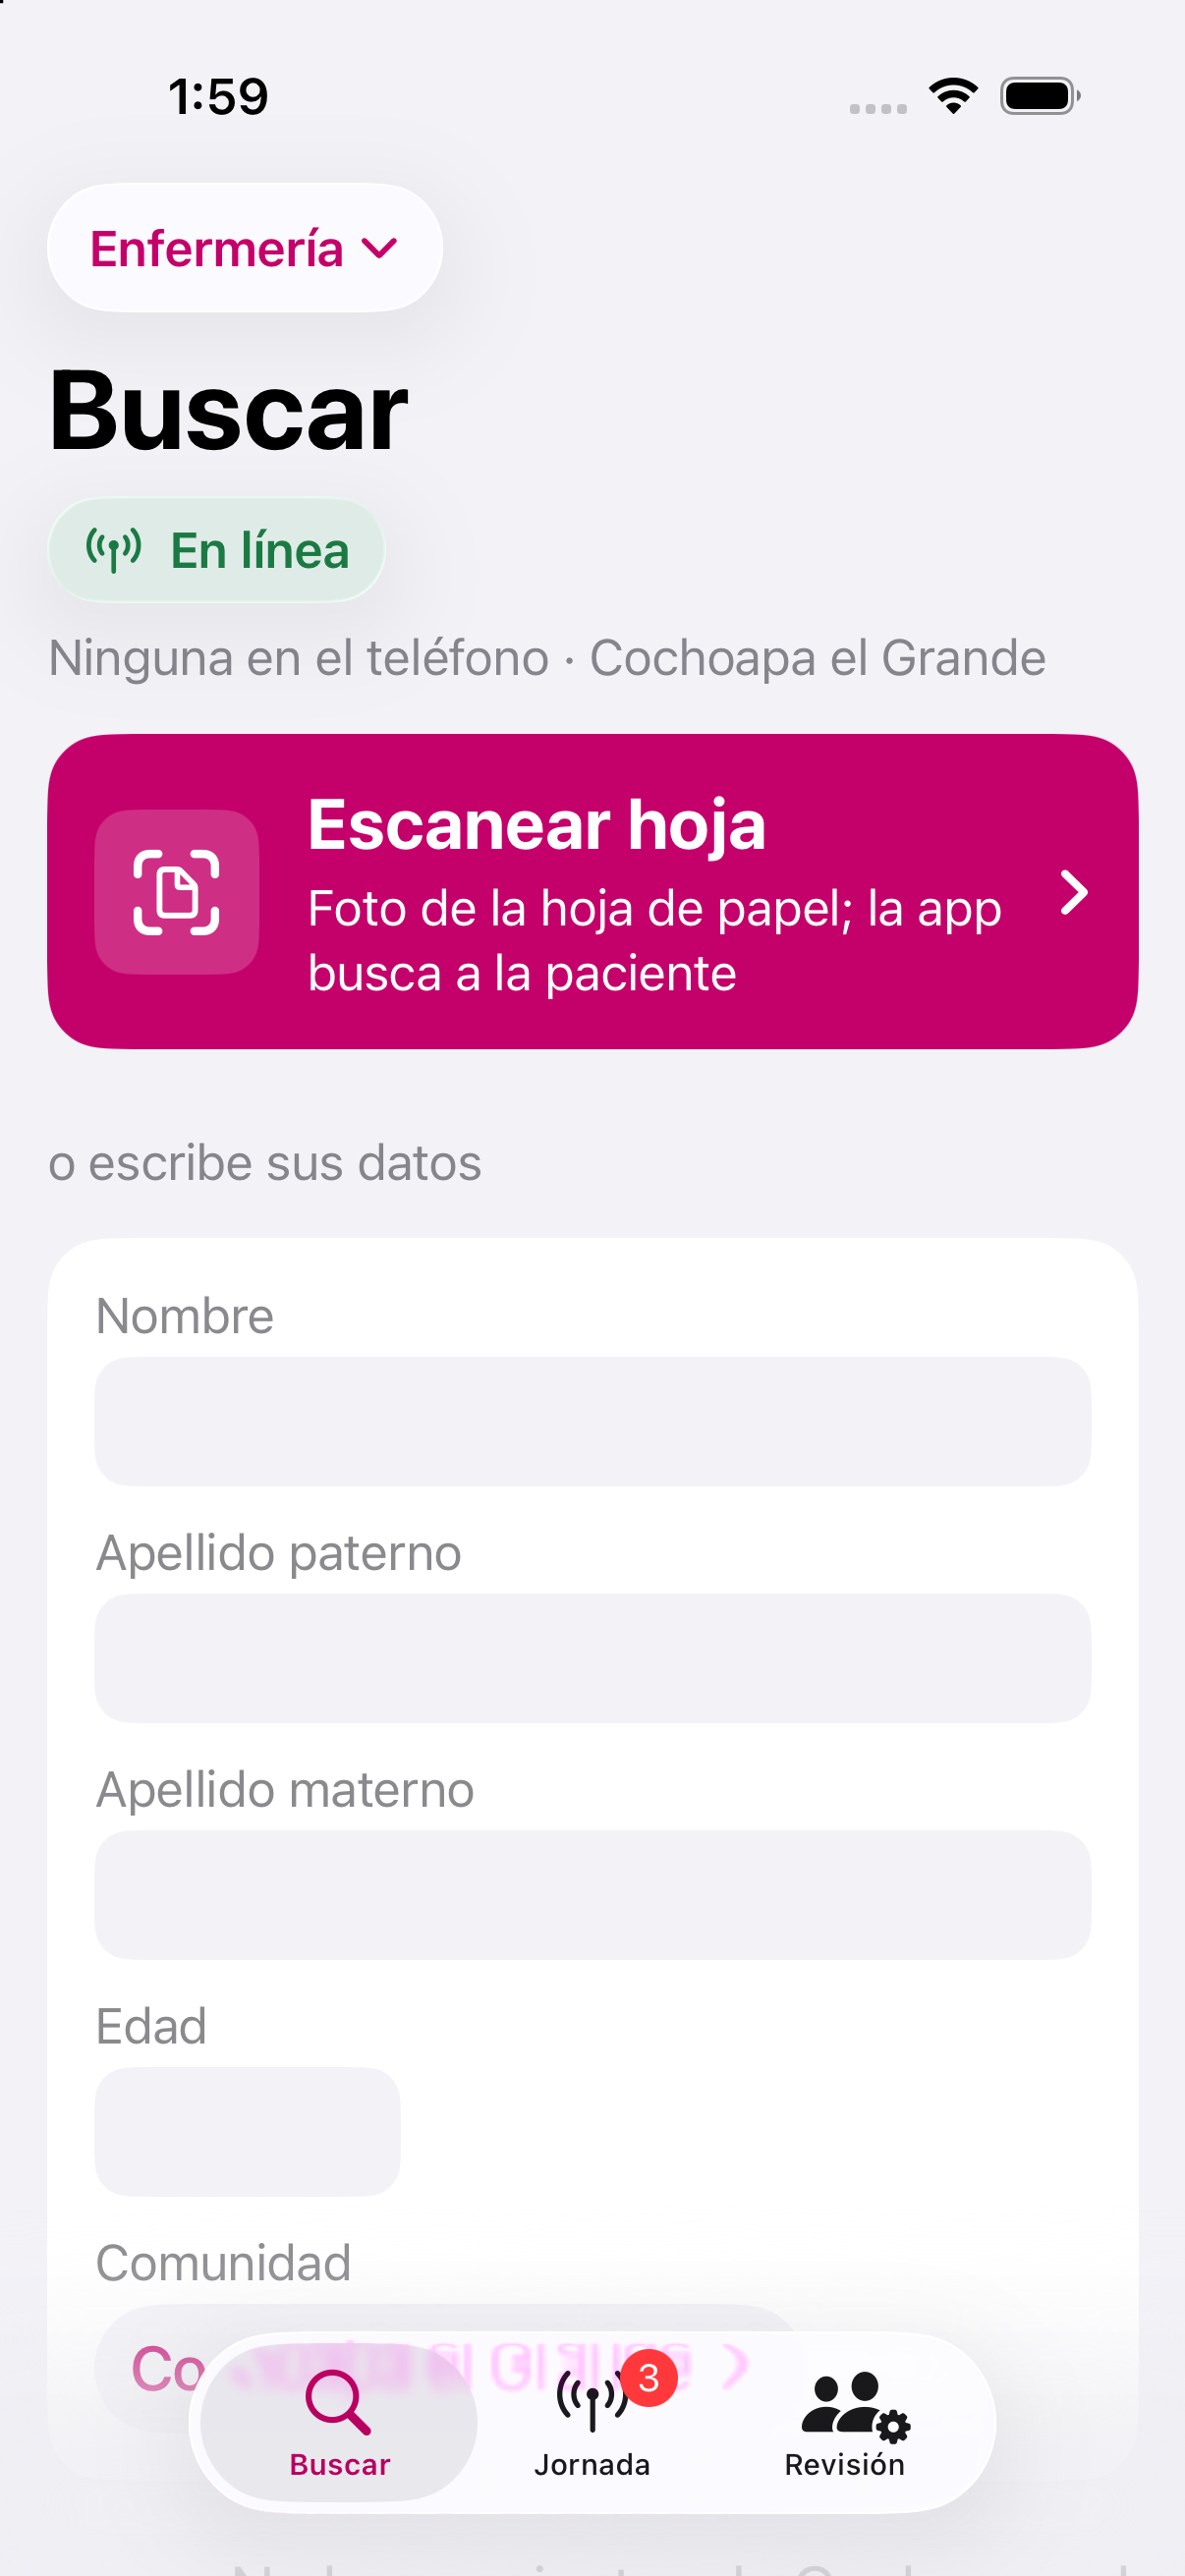 1:59
Enfermería
Buscar
En línea
Ninguna en el teléfono · Cochoapa el Grande
Escanear hoja
Foto de la hoja de papel; la app
busca a la paciente
o escribe sus datos
Nombre
Apellido paterno
Apellido materno
Edad
Comunidad
3
Buscar
Jornada
Revisión